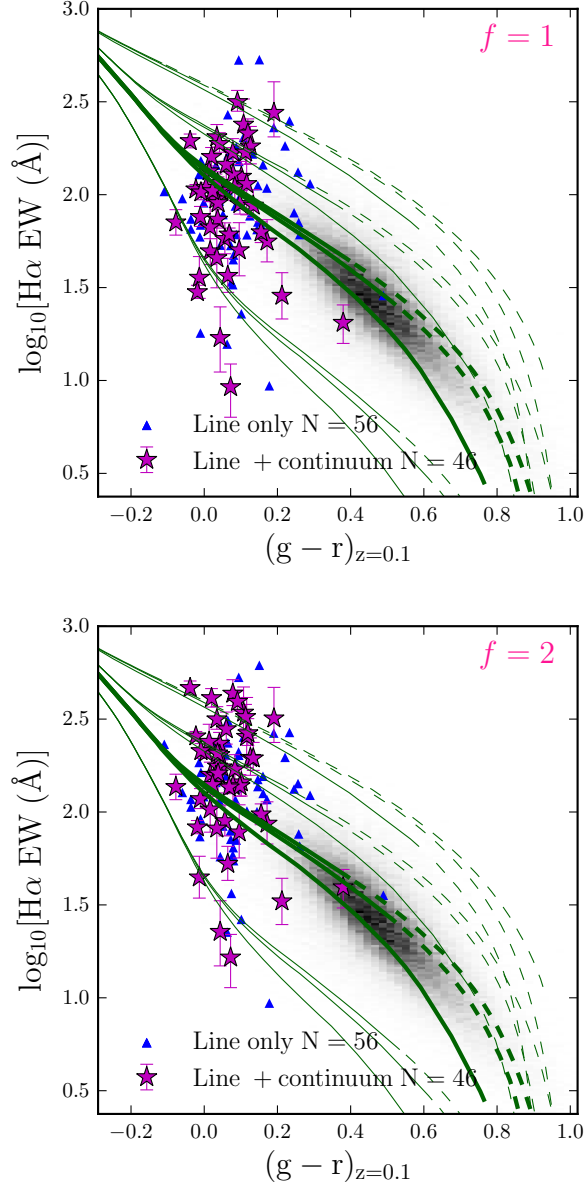 f = 1
3.0
2.5
2.0
1.5
1.0
0.5
log₁₀[Hα EW (Å)]
Line only N = 56
Line + continuum N = 46
−0.2 0.0 0.2 0.4 0.6 0.8 1.0
(g − r)z=0.1
f = 2
3.0
2.5
2.0
1.5
1.0
0.5
log₁₀[Hα EW (Å)]
Line only N = 56
Line + continuum N = 46
−0.2 0.0 0.2 0.4 0.6 0.8 1.0
(g − r)z=0.1